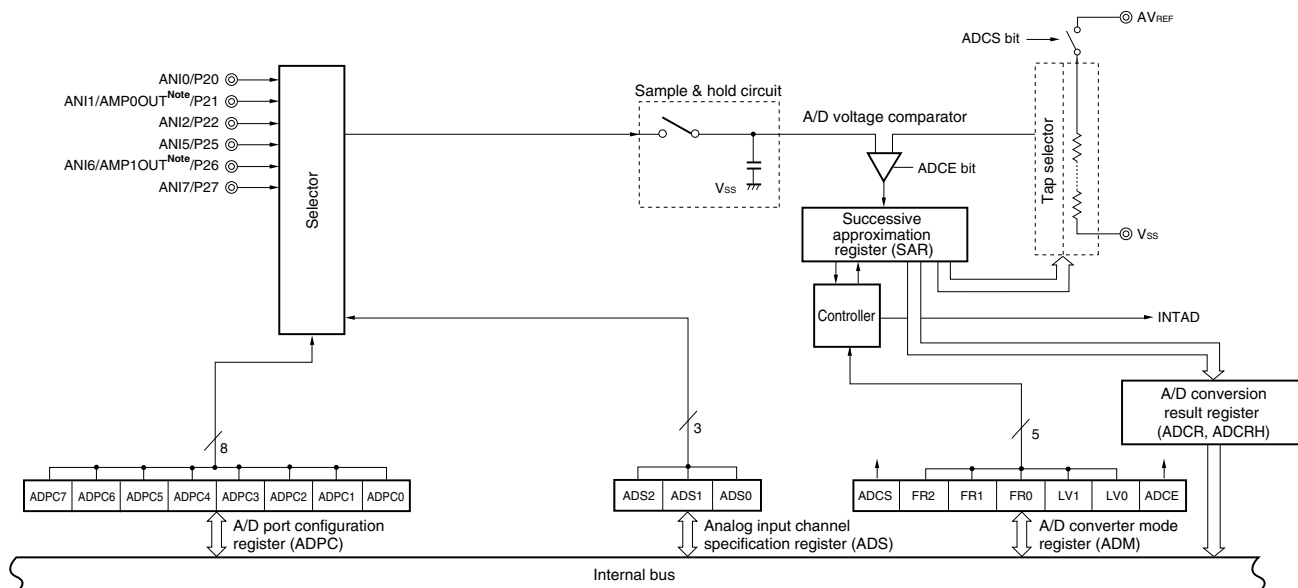 AVREF
ADCS bit
ANI0/P20
ANI1/AMP0OUTNote/P21
ANI2/P22
ANI5/P25
ANI6/AMP1OUTNote/P26
ANI7/P27
Selector
Sample & hold circuit
VSS
A/D voltage comparator
ADCE bit
Tap selector
VSS
Successive
approximation
register (SAR)
Controller
INTAD
A/D conversion
result register
(ADCR, ADCRH)
8
3
5
ADPC7 ADPC6 ADPC5 ADPC4 ADPC3 ADPC2 ADPC1 ADPC0
ADS2 ADS1 ADS0
ADCS FR2 FR1 FR0 LV1 LV0 ADCE
A/D port configuration
register (ADPC)
Analog input channel
specification register (ADS)
A/D converter mode
register (ADM)
Internal bus